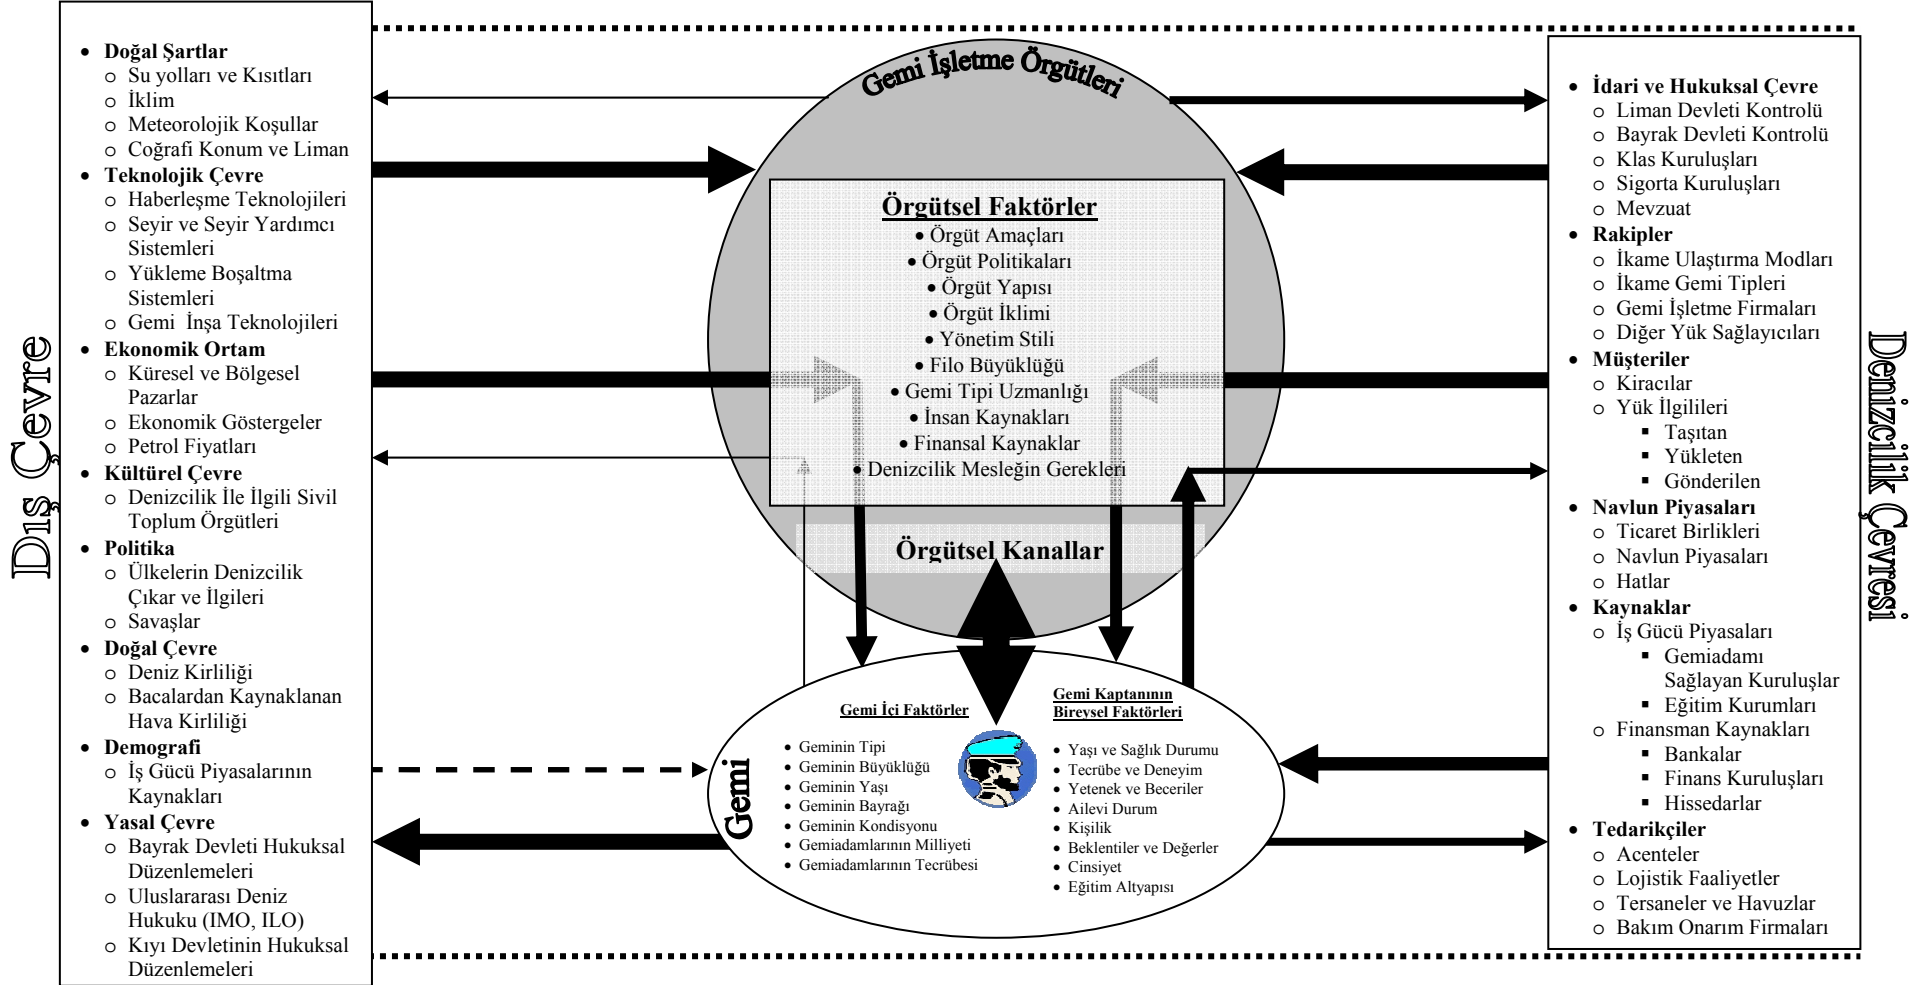 Dış Çevre
• Doğal Şartlar
o Su yolları ve Kısıtları
o İklim
o Meteorolojik Koşullar
o Coğrafi Konum ve Liman
• Teknolojik Çevre
o Haberleşme Teknolojileri
o Seyir ve Seyir Yardımcı
Sistemleri
o Yükleme Boşaltma
Sistemleri
o Gemi İnşa Teknolojileri
• Ekonomik Ortam
o Küresel ve Bölgesel
Pazarlar
o Ekonomik Göstergeler
o Petrol Fiyatları
• Kültürel Çevre
o Denizcilik İle İlgili Sivil
Toplum Örgütleri
• Politika
o Ülkelerin Denizcilik
Çıkar ve İlgileri
o Savaşlar
• Doğal Çevre
o Deniz Kirliliği
o Bacalardan Kaynaklanan
Hava Kirliliği
• Demografi
o İş Gücü Piyasalarının
Kaynakları
• Yasal Çevre
o Bayrak Devleti Hukuksal
Düzenlemeleri
o Uluslararası Deniz
Hukuku (IMO, ILO)
o Kıyı Devletinin Hukuksal
Düzenlemeleri
Gemi İşletme Örgütleri
Örgütsel Faktörler
• Örgüt Amaçları
• Örgüt Politikaları
• Örgüt Yapısı
• Örgüt İklimi
• Yönetim Stili
• Filo Büyüklüğü
• Gemi Tipi Uzmanlığı
• İnsan Kaynakları
• Finansal Kaynaklar
• Denizcilik Mesleğin Gerekleri
Örgütsel Kanallar
Gemi
Gemi İçi Faktörler
• Geminin Tipi
• Geminin Büyüklüğü
• Geminin Yaşı
• Geminin Bayrağı
• Geminin Kondisyonu
• Gemiadamlarının Milliyeti
• Gemiadamlarının Tecrübesi
Gemi Kaptanının
Bireysel Faktörleri
• Yaşı ve Sağlık Durumu
• Tecrübe ve Deneyim
• Yetenek ve Beceriler
• Ailevi Durum
• Kişilik
• Beklentiler ve Değerler
• Cinsiyet
• Eğitim Altyapısı
• İdari ve Hukuksal Çevre
o Liman Devleti Kontrolü
o Bayrak Devleti Kontrolü
o Klas Kuruluşları
o Sigorta Kuruluşları
o Mevzuat
• Rakipler
o İkame Ulaştırma Modları
o İkame Gemi Tipleri
o Gemi İşletme Firmaları
o Diğer Yük Sağlayıcıları
• Müşteriler
o Kiracılar
o Yük İlgilileri
▪ Taşıtan
▪ Yükleten
▪ Gönderilen
• Navlun Piyasaları
o Ticaret Birlikleri
o Navlun Piyasaları
o Hatlar
• Kaynaklar
o İş Gücü Piyasaları
▪ Gemiadamı
Sağlayan Kuruluşlar
▪ Eğitim Kurumları
o Finansman Kaynakları
▪ Bankalar
▪ Finans Kuruluşları
▪ Hissedarlar
• Tedarikçiler
o Acenteler
o Lojistik Faaliyetler
o Tersaneler ve Havuzlar
o Bakım Onarım Firmaları
Denizcilik Çevresi